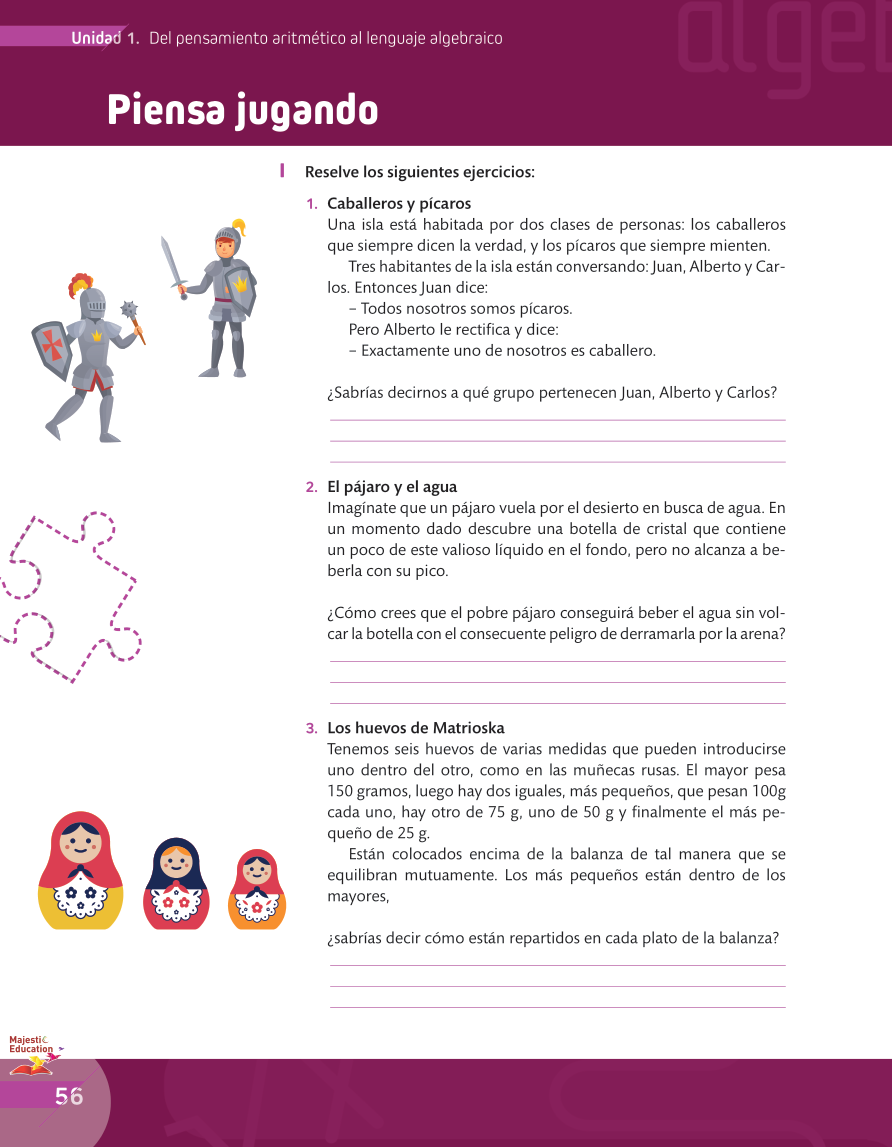 algeb
Unidad 1. Del pensamiento aritmético al lenguaje algebraico
Piensa jugando
I Reselve los siguientes ejercicios:
1. Caballeros y pícaros
Una isla está habitada por dos clases de personas: los caballeros
que siempre dicen la verdad, y los pícaros que siempre mienten.
Tres habitantes de la isla están conversando: Juan, Alberto y Car-
los. Entonces Juan dice:
– Todos nosotros somos pícaros.
Pero Alberto le rectifica y dice:
– Exactamente uno de nosotros es caballero.
¿Sabrías decirnos a qué grupo pertenecen Juan, Alberto y Carlos?
2. El pájaro y el agua
Imagínate que un pájaro vuela por el desierto en busca de agua. En
un momento dado descubre una botella de cristal que contiene
un poco de este valioso líquido en el fondo, pero no alcanza a be-
berla con su pico.
¿Cómo crees que el pobre pájaro conseguirá beber el agua sin vol-
car la botella con el consecuente peligro de derramarla por la arena?
3. Los huevos de Matrioska
Tenemos seis huevos de varias medidas que pueden introducirse
uno dentro del otro, como en las muñecas rusas. El mayor pesa
150 gramos, luego hay dos iguales, más pequeños, que pesan 100g
cada uno, hay otro de 75 g, uno de 50 g y finalmente el más pe-
queño de 25 g.
Están colocados encima de la balanza de tal manera que se
equilibran mutuamente. Los más pequeños están dentro de los
mayores,
¿sabrías decir cómo están repartidos en cada plato de la balanza?
Majestic
Education
56